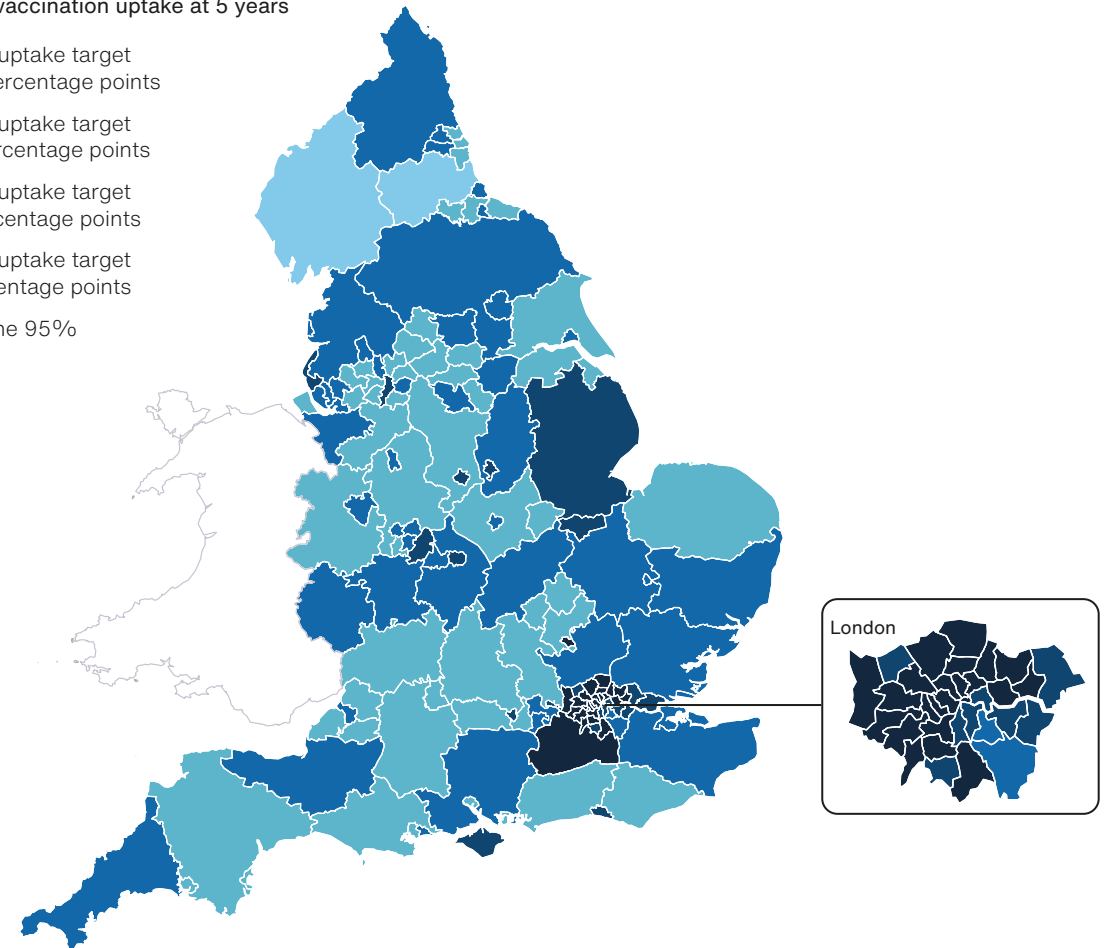 vaccination uptake at 5 years
uptake target
ercentage points
uptake target
rcentage points
uptake target
centage points
uptake target
entage points
ne 95%
London